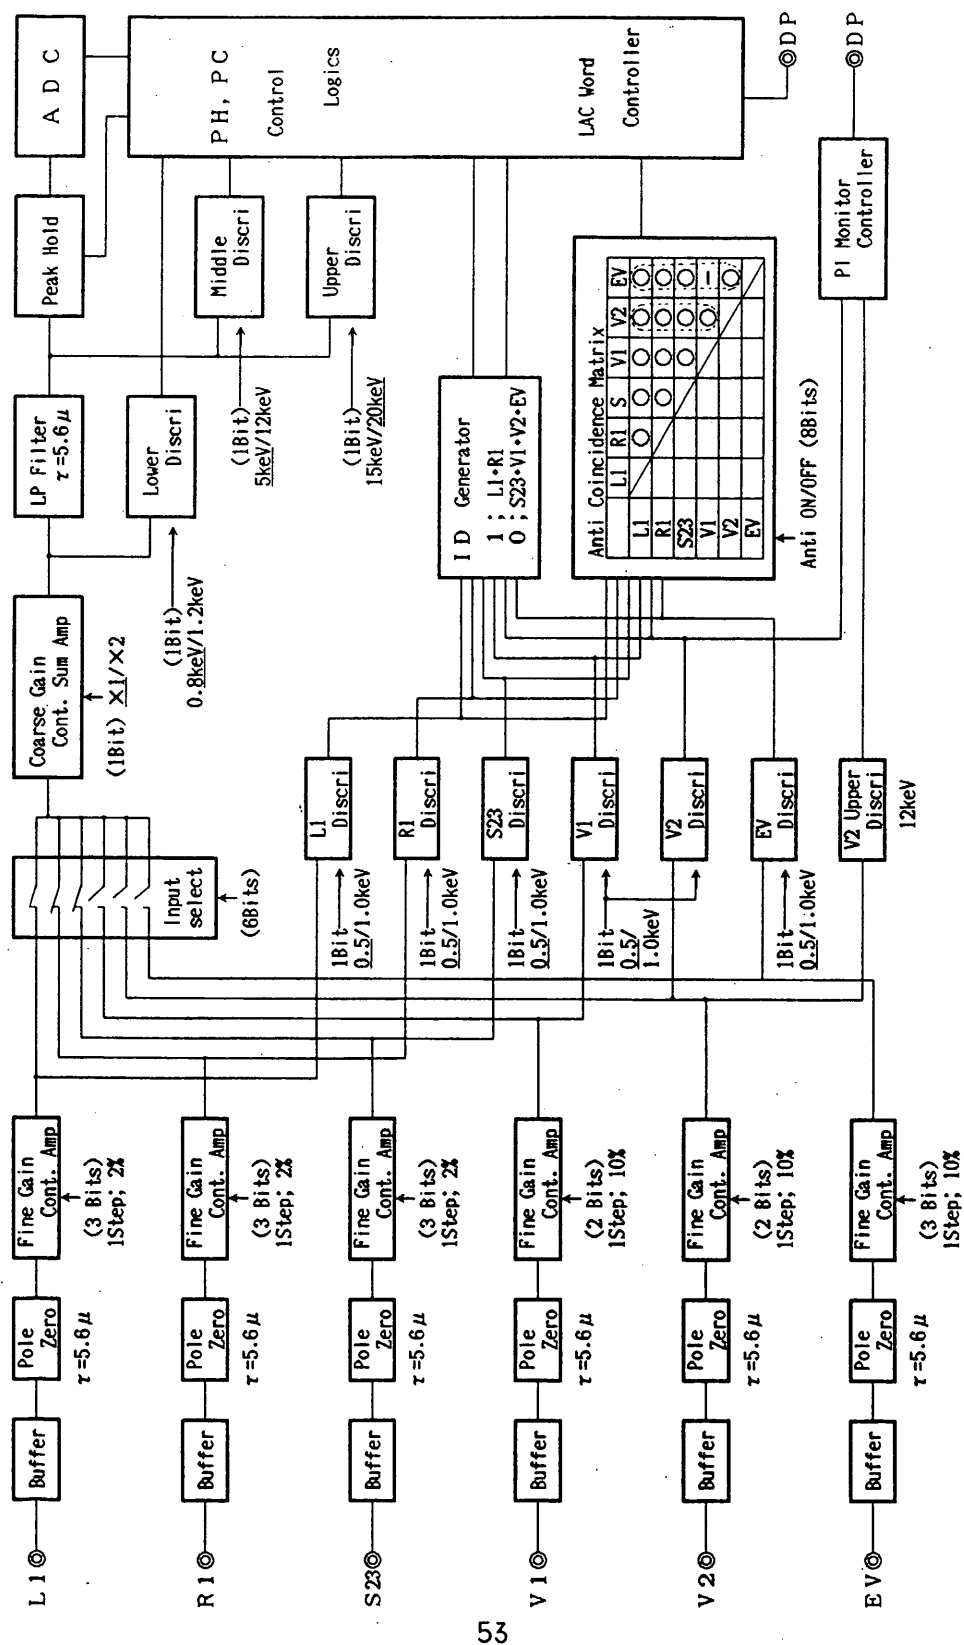 L1
Buffer
Pole
Zero
τ=5.6μ
Fine Gain
Cont. Amp
(3 Bits)
1Step; 2%
R1
Buffer
Pole
Zero
τ=5.6μ
Fine Gain
Cont. Amp
(3 Bits)
1Step; 2%
S23
Buffer
Pole
Zero
τ=5.6μ
Fine Gain
Cont. Amp
(3 Bits)
1Step; 2%
V1
Buffer
Pole
Zero
τ=5.6μ
Fine Gain
Cont. Amp
(2 Bits)
1Step; 10%
V2
Buffer
Pole
Zero
τ=5.6μ
Fine Gain
Cont. Amp
(2 Bits)
1Step; 10%
EV
Buffer
Pole
Zero
τ=5.6μ
Fine Gain
Cont. Amp
(3 Bits)
1Step; 10%
Input
select
(6Bits)
Coarse Gain
Cont. Sum Amp
(1Bit) ×1/×2
LP Filter
τ=5.6μ
Peak Hold
ADC
Lower
Discri
(1Bit)
0.8keV/1.2keV
Middle
Discri
(1Bit)
5keV/12keV
Upper
Discri
(1Bit)
15keV/20keV
PH, PC
Control
Logics
LAC Word
Controller
DP
L1
Discri
1Bit
0.5/1.0keV
R1
Discri
1Bit
0.5/1.0keV
S23
Discri
1Bit
0.5/1.0keV
V1
Discri
1Bit
0.5/
1.0keV
V2
Discri
EV
Discri
1Bit
0.5/1.0keV
V2 Upper
Discri
12keV
ID Generator
1 ; L1・R1
0 ; S23・V1・V2・EV
Anti Coincidence Matrix
L1 R1 S V1 V2 EV
L1
R1
S23
V1
V2
EV
Anti ON/OFF (8Bits)
PI Monitor
Controller
DP
53